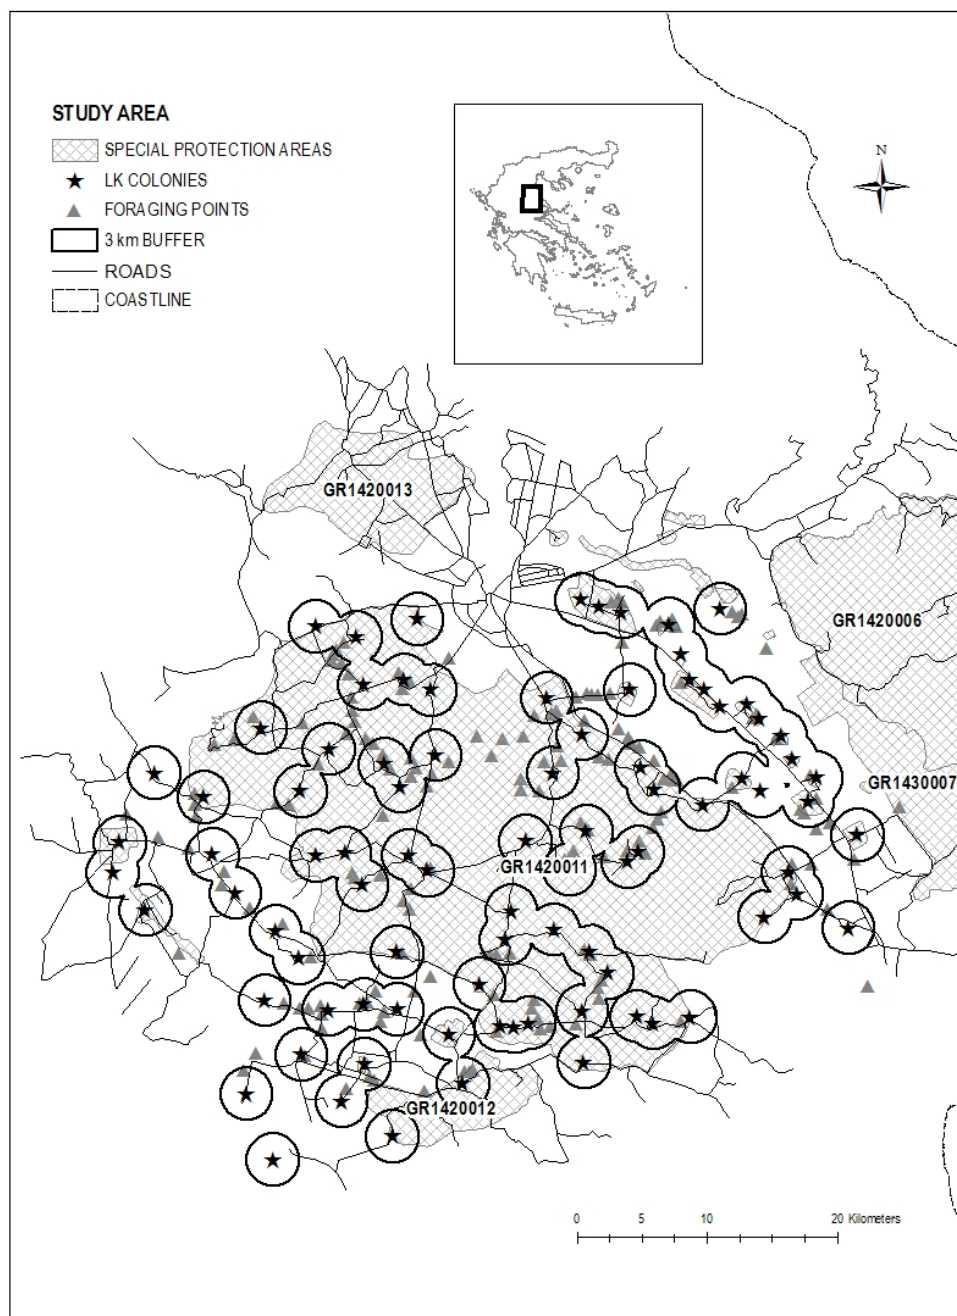 STUDY AREA
SPECIAL PROTECTION AREAS
LK COLONIES
FORAGING POINTS
3 km BUFFER
ROADS
COASTLINE
N
GR1420013
GR1420006
GR1430007
GR1420011
GR1420012
0 5 10 20 Kilometers